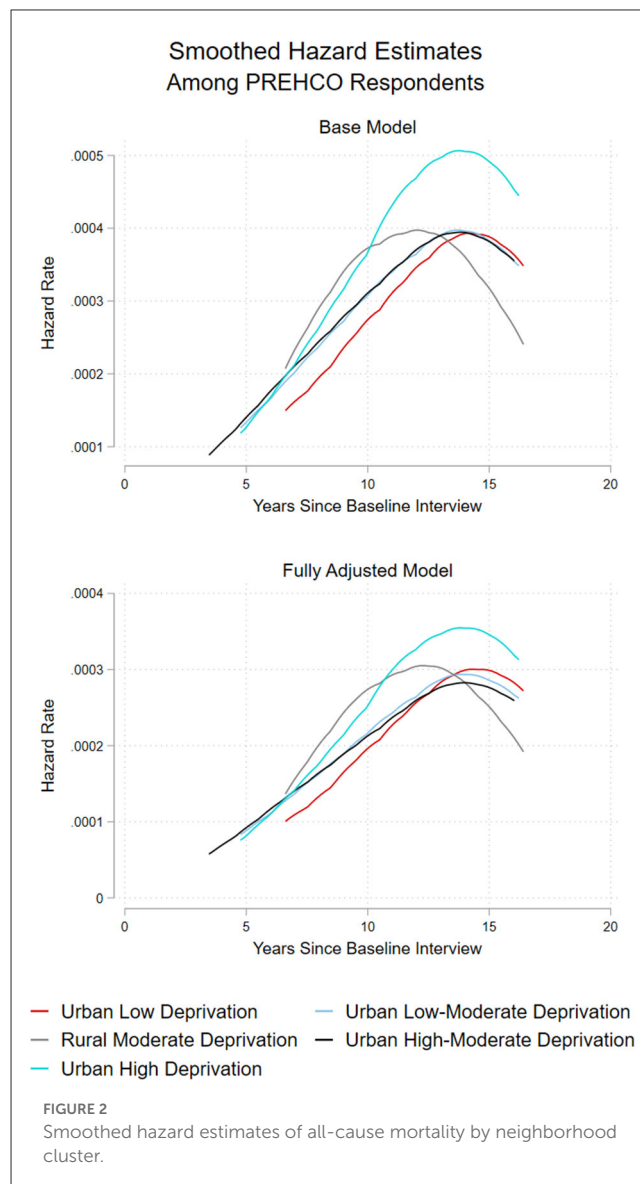 Smoothed Hazard Estimates
Among PREHCO Respondents
Base Model
.0005
.0004
.0003
.0002
.0001
Hazard Rate
0 5 10 15 20
Years Since Baseline Interview
Fully Adjusted Model
.0004
.0003
.0002
.0001
0
Hazard Rate
0 5 10 15 20
Years Since Baseline Interview
Urban Low Deprivation Urban Low-Moderate Deprivation
Rural Moderate Deprivation Urban High-Moderate Deprivation
Urban High Deprivation
FIGURE 2
Smoothed hazard estimates of all-cause mortality by neighborhood
cluster.